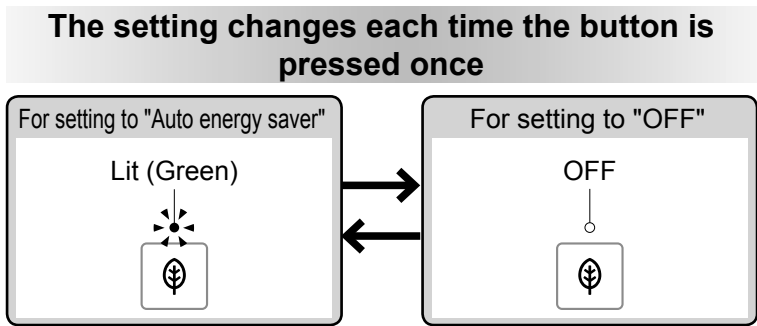 The setting changes each time the button is
pressed once
For setting to "Auto energy saver"
Lit (Green)
For setting to "OFF"
OFF